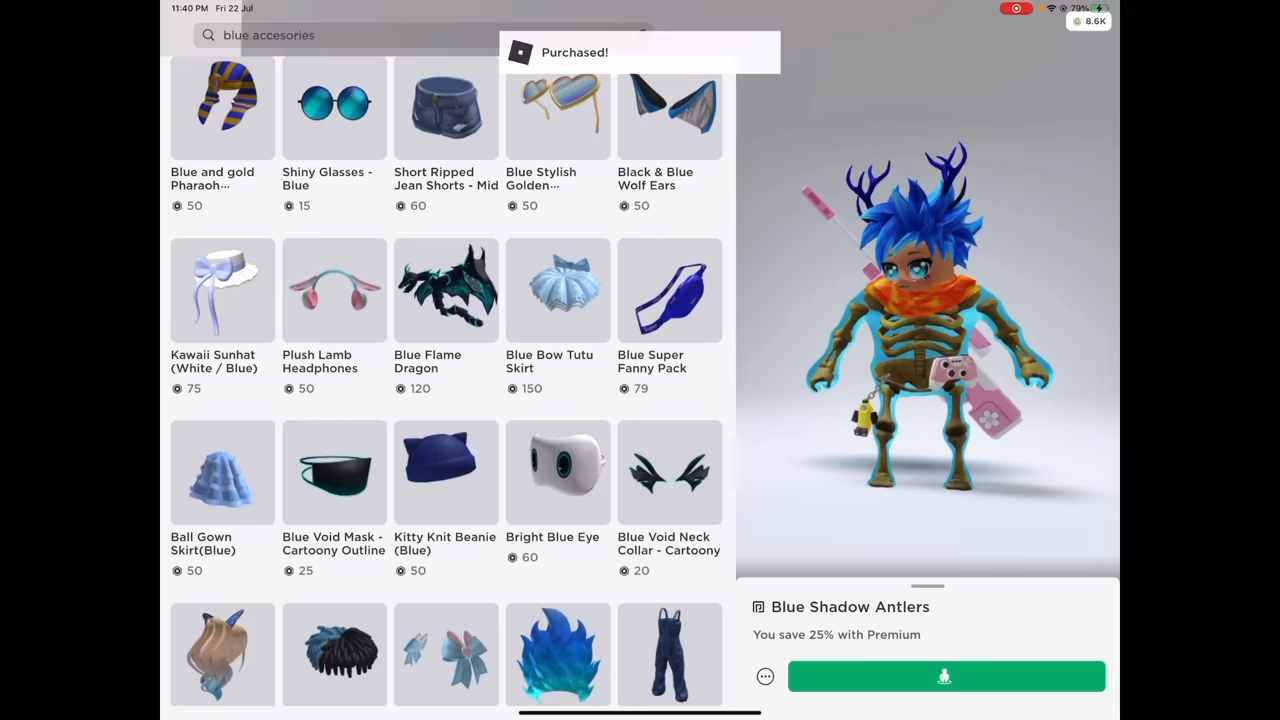 11:40 PM Fri 22 Jul
79%
8.6K
blue accesories
Purchased!
Blue and gold
Pharaoh...
50
Shiny Glasses -
Blue
15
Short Ripped
Jean Shorts - Mid
60
Blue Stylish
Golden...
50
Black & Blue
Wolf Ears
50
Kawaii Sunhat
(White / Blue)
75
Plush Lamb
Headphones
50
Blue Flame
Dragon
120
Blue Bow Tutu
Skirt
150
Blue Super
Fanny Pack
79
Ball Gown
Skirt(Blue)
50
Blue Void Mask -
Cartoony Outline
25
Kitty Knit Beanie
(Blue)
50
Bright Blue Eye
60
Blue Void Neck
Collar - Cartoony
20
Blue Shadow Antlers
You save 25% with Premium